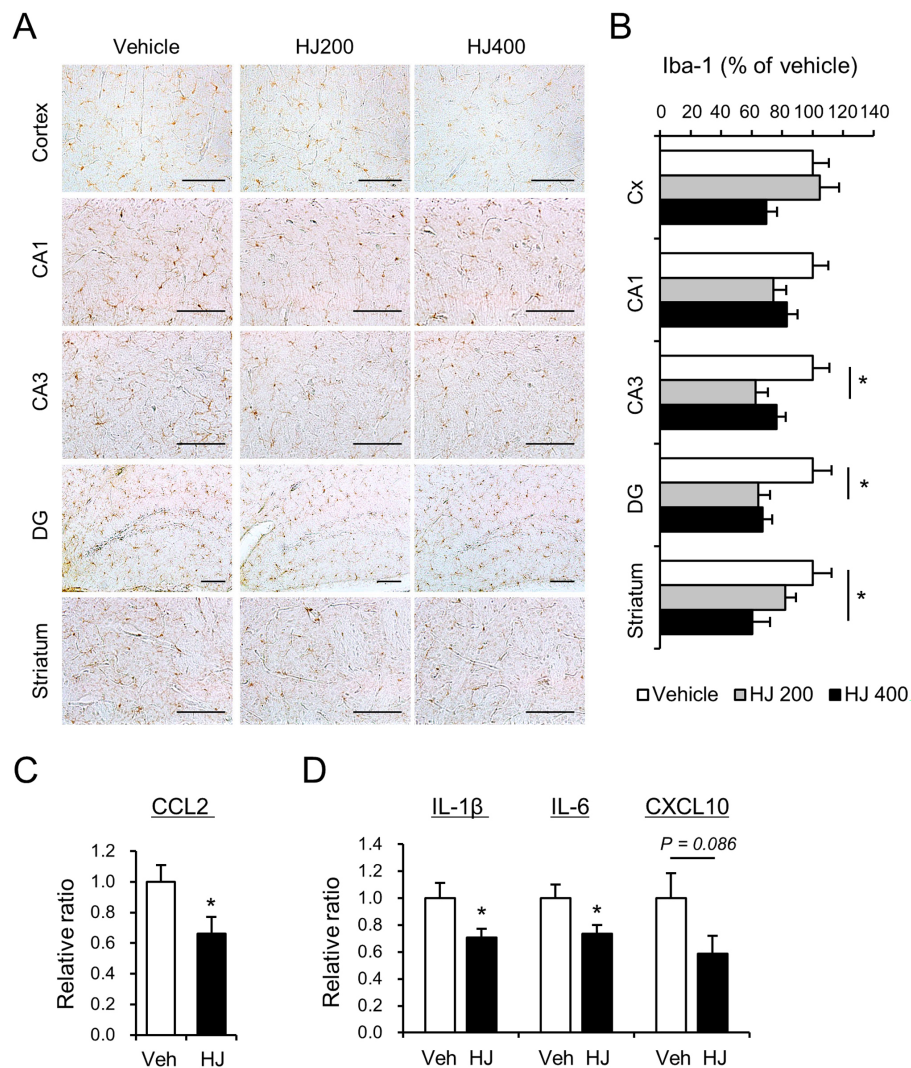 A
Vehicle HJ200 HJ400
Cortex
CA1
CA3
DG
Striatum
B
Iba-1 (% of vehicle)
0 20 40 60 80 100 120 140
Cx
CA1
CA3
*
DG
*
Striatum
*
Vehicle HJ 200 HJ 400
C
CCL2
Relative ratio
1.2
1.0
0.8
0.6
0.4
0.2
0.0
*
Veh HJ
D
IL-1β IL-6 CXCL10
P = 0.086
Relative ratio
1.4
1.2
1.0
0.8
0.6
0.4
0.2
0.0
* *
Veh HJ Veh HJ Veh HJ